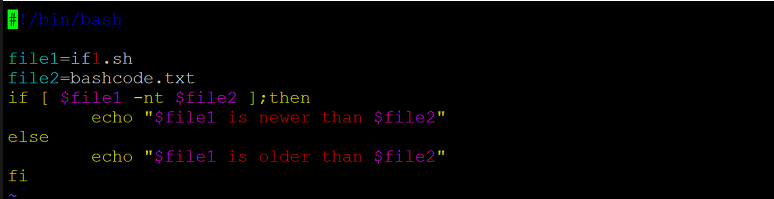 #!/bin/bash

file1=if1.sh
file2=bashcode.txt
if [ $file1 -nt $file2 ];then
        echo "$file1 is newer than $file2"
else
        echo "$file1 is older than $file2"
fi
~